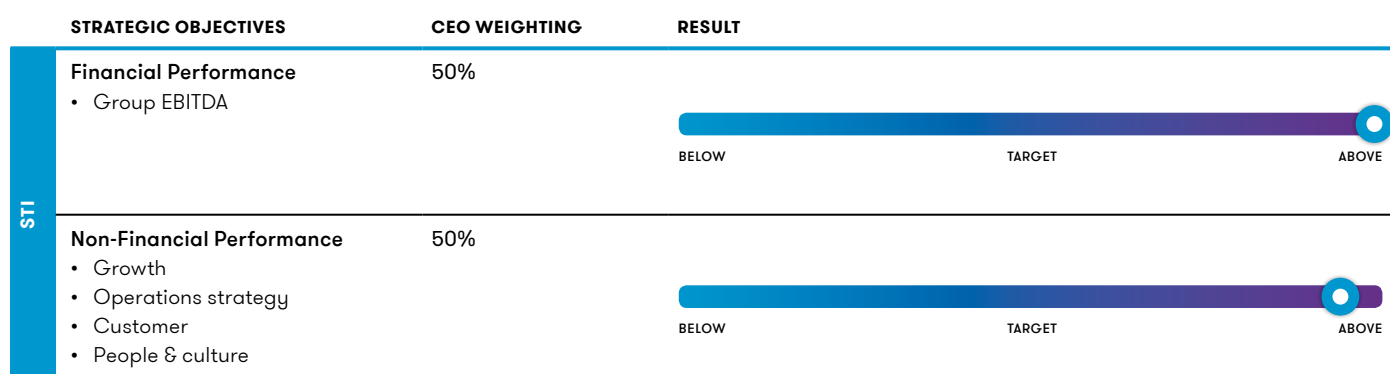 STRATEGIC OBJECTIVES CEO WEIGHTING RESULT
STI
Financial Performance 50%
• Group EBITDA
BELOW TARGET ABOVE
Non-Financial Performance 50%
• Growth
• Operations strategy
• Customer
• People & culture
BELOW TARGET ABOVE